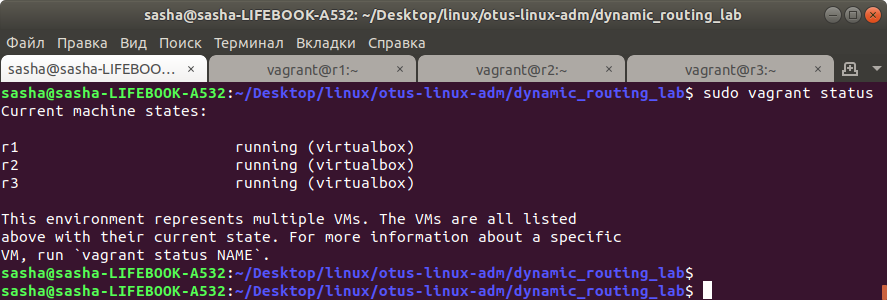 sasha@sasha-LIFEBOOK-A532: ~/Desktop/linux/otus-linux-adm/dynamic_routing_lab
Файл Правка Вид Поиск Терминал Вкладки Справка
sasha@sasha-LIFEBOO... × vagrant@r1:~ × vagrant@r2:~ × vagrant@r3:~ ×
sasha@sasha-LIFEBOOK-A532:~/Desktop/linux/otus-linux-adm/dynamic_routing_lab$ sudo vagrant status
Current machine states:
r1 running (virtualbox)
r2 running (virtualbox)
r3 running (virtualbox)
This environment represents multiple VMs. The VMs are all listed
above with their current state. For more information about a specific
VM, run `vagrant status NAME`.
sasha@sasha-LIFEBOOK-A532:~/Desktop/linux/otus-linux-adm/dynamic_routing_lab$
sasha@sasha-LIFEBOOK-A532:~/Desktop/linux/otus-linux-adm/dynamic_routing_lab$